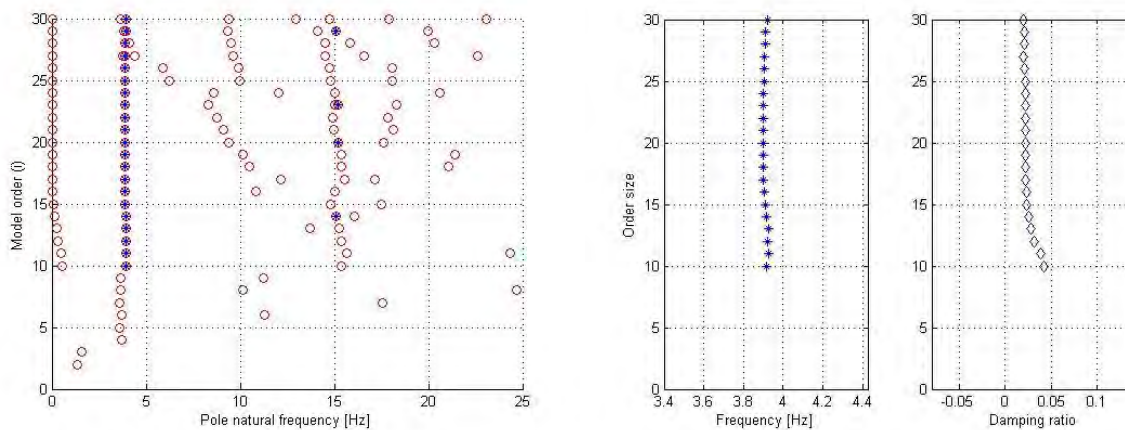 30
25
20
15
10
5
0
Model order (i)
0 5 10 15 20 25
Pole natural frequency [Hz]
30
25
20
15
10
5
0
Order size
3.4 3.6 3.8 4 4.2 4.4
Frequency [Hz]
30
25
20
15
10
5
0
-0.05 0 0.05 0.1
Damping ratio